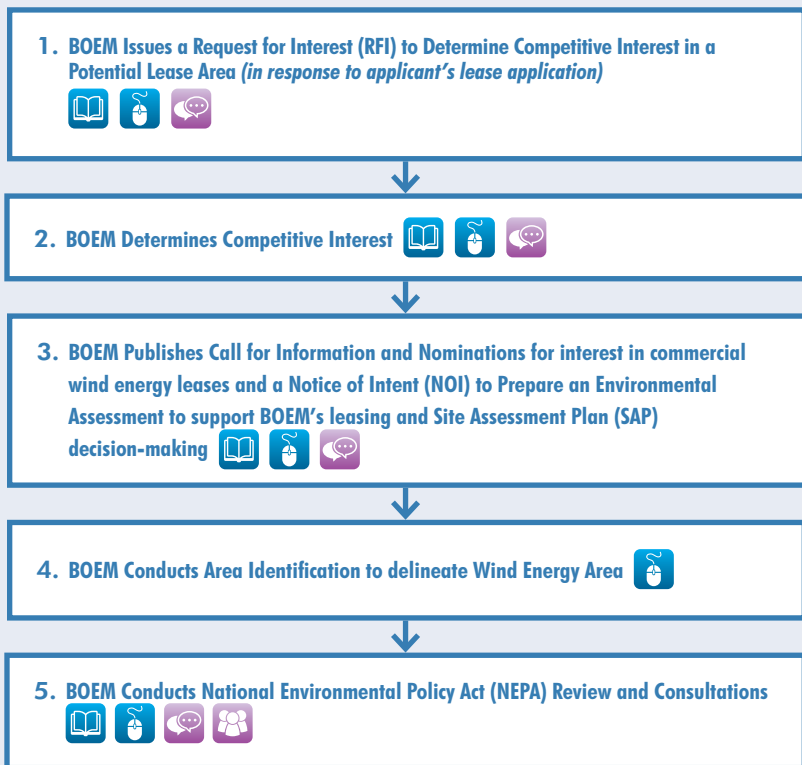 1. BOEM Issues a Request for Interest (RFI) to Determine Competitive Interest in a
Potential Lease Area (in response to applicant's lease application)
2. BOEM Determines Competitive Interest
3. BOEM Publishes Call for Information and Nominations for interest in commercial
wind energy leases and a Notice of Intent (NOI) to Prepare an Environmental
Assessment to support BOEM's leasing and Site Assessment Plan (SAP)
decision-making
4. BOEM Conducts Area Identification to delineate Wind Energy Area
5. BOEM Conducts National Environmental Policy Act (NEPA) Review and Consultations